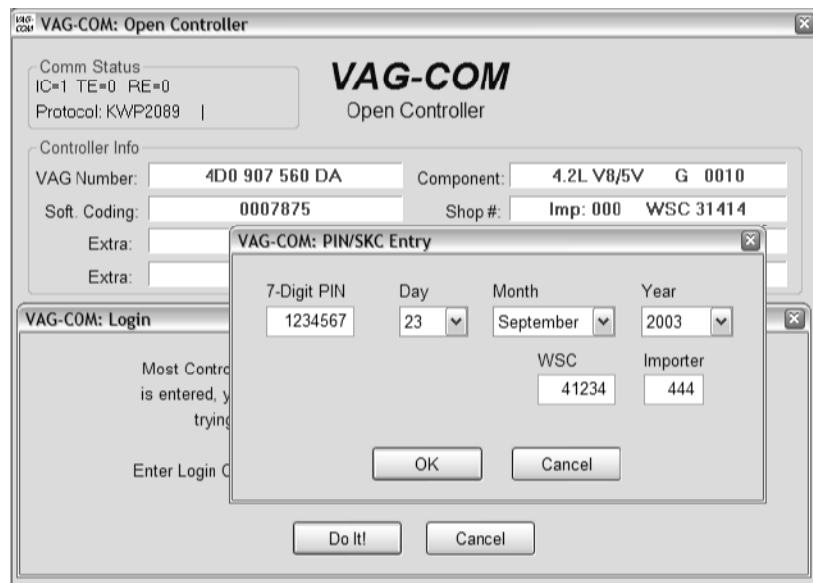 VAG-COM VAG-COM: Open Controller
Comm Status
IC=1 TE=0 RE=0
Protocol: KWP2089 |
VAG-COM
Open Controller
Controller Info
VAG Number: 4D0 907 560 DA Component: 4.2L V8/5V G 0010
Soft. Coding: 0007875 Shop #: Imp: 000 WSC 31414
Extra:
Extra:
VAG-COM: PIN/SKC Entry
7-Digit PIN Day Month Year
1234567 23 September 2003
WSC Importer
41234 444
OK Cancel
VAG-COM: Login
Most Contro
is entered, y
trying
Enter Login C
Do It! Cancel